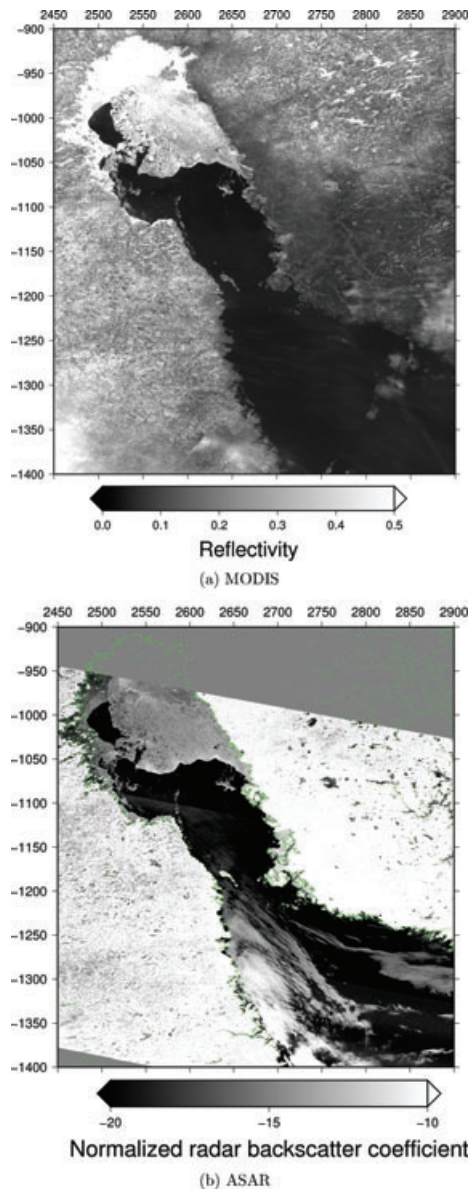 2450 2500 2550 2600 2650 2700 2750 2800 2850 2900
−900
−950
−1000
−1050
−1100
−1150
−1200
−1250
−1300
−1350
−1400
0.0 0.1 0.2 0.3 0.4 0.5
Reflectivity
(a) MODIS
2450 2500 2550 2600 2650 2700 2750 2800 2850 2900
−900
−950
−1000
−1050
−1100
−1150
−1200
−1250
−1300
−1350
−1400
−20 −15 −10
Normalized radar backscatter coefficient
(b) ASAR